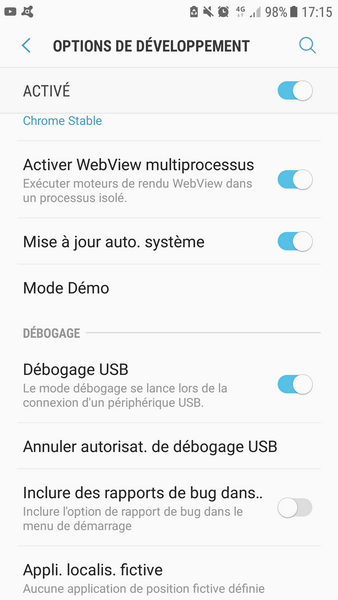 4G 98% 17:15
OPTIONS DE DÉVELOPPEMENT
ACTIVÉ
Chrome Stable
Activer WebView multiprocessus
Exécuter moteurs de rendu WebView dans
un processus isolé.
Mise à jour auto. système
Mode Démo
DÉBOGAGE
Débogage USB
Le mode débogage se lance lors de la
connexion d'un périphérique USB.
Annuler autorisat. de débogage USB
Inclure des rapports de bug dans..
Inclure l'option de rapport de bug dans le
menu de démarrage
Appli. localis. fictive
Aucune application de position fictive définie